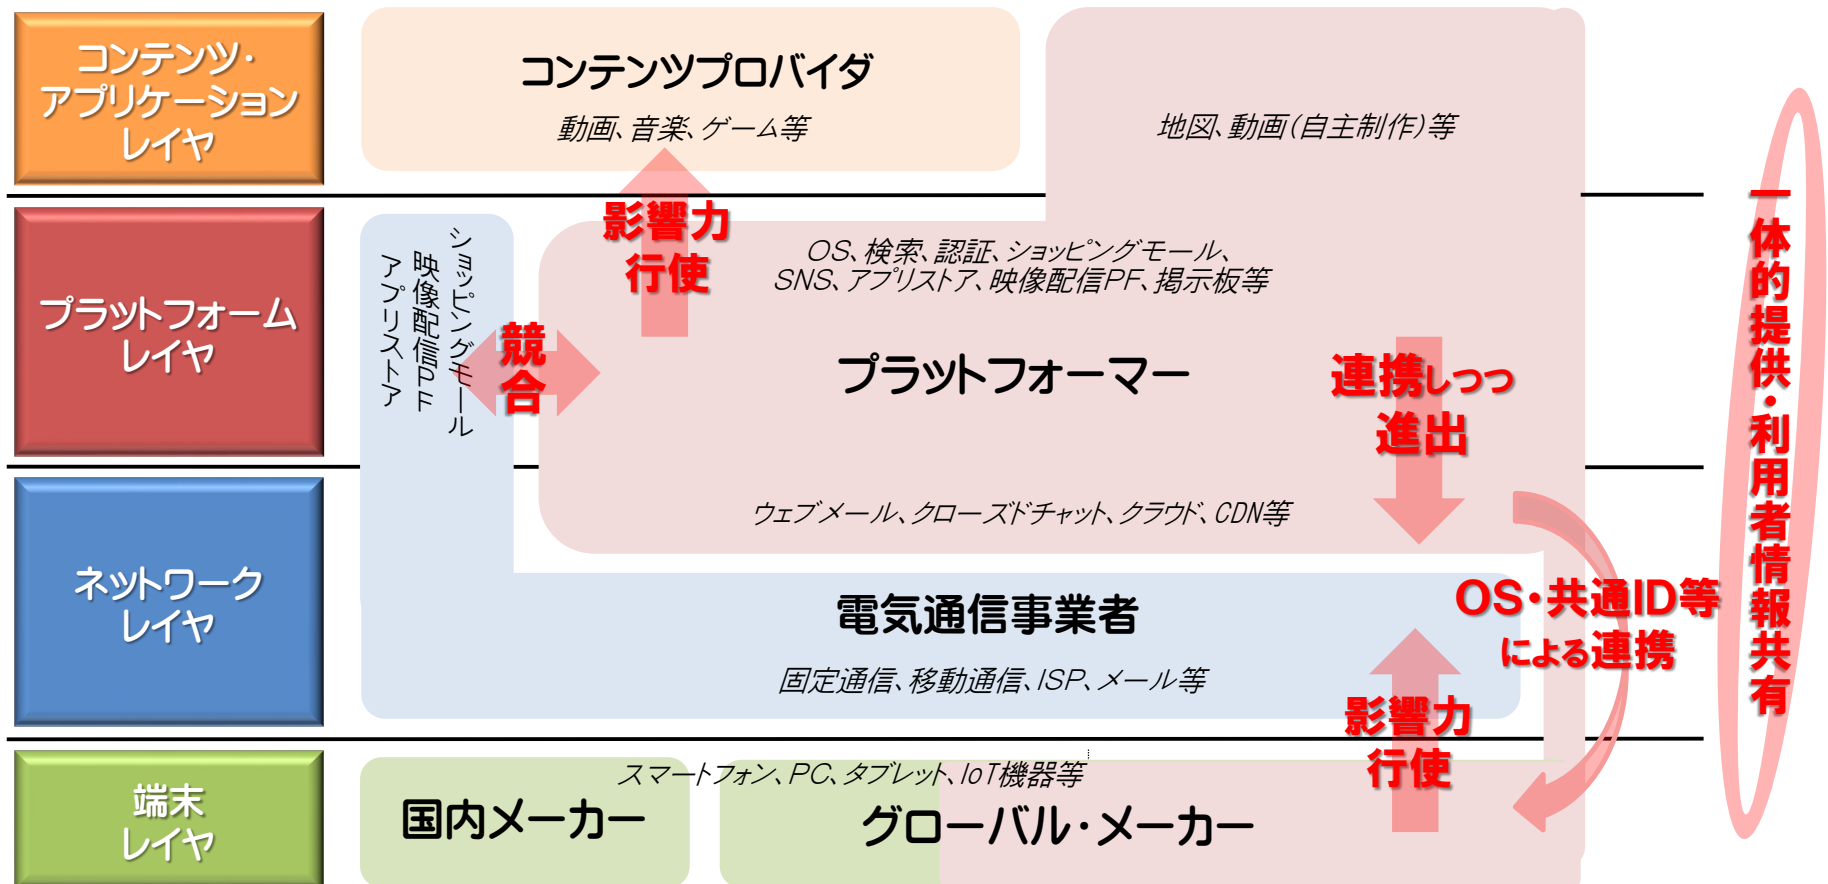 コンテンツ・
アプリケーション
レイヤ
コンテンツプロバイダ
動画、音楽、ゲーム等
地図、動画(自主制作)等
プラットフォーム
レイヤ
ショッピングモール
映像配信PF
アプリストア
影響力
行使
競合
OS、検索、認証、ショッピングモール、
SNS、アプリストア、映像配信PF、掲示板等
プラットフォーマー
連携しつつ
進出
ウェブメール、クローズドチャット、クラウド、CDN等
ネットワーク
レイヤ
電気通信事業者
固定通信、移動通信、ISP、メール等
OS・共通ID等
による連携
影響力
行使
端末
レイヤ
スマートフォン、PC、タブレット、IoT機器等
国内メーカー
グローバル・メーカー
一体的提供・利用者情報共有